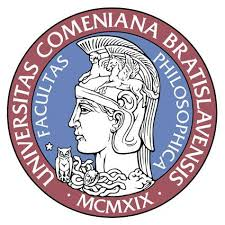 UNIVERSITAS COMENIANA BRATISLAVENSIS
FACULTAS PHILOSOPHICA
· MCMXIX ·